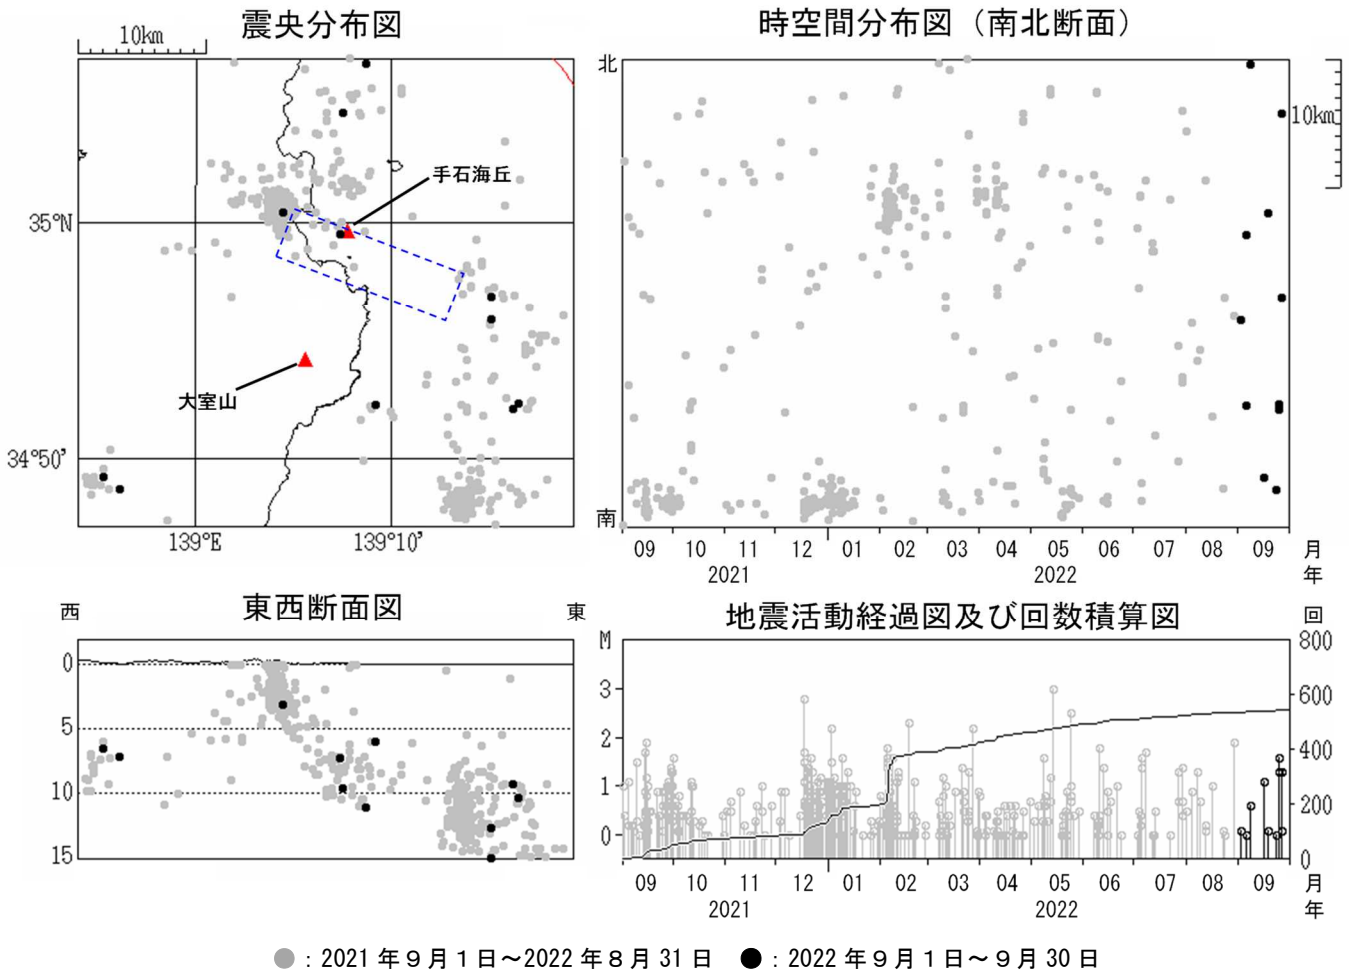 震央分布図
10km
手石海丘
35°N
大室山
34°50'
139°E
139°10'
時空間分布図（南北断面）
北
10km
南
09 10 11 12 01 02 03 04 05 06 07 08 09 月
2021 2022 年
東西断面図
西 東
0
5
10
15
地震活動経過図及び回数積算図
M 回
800
3 600
2 400
1 200
0 0
09 10 11 12 01 02 03 04 05 06 07 08 09 月
2021 2022 年
●：2021年９月１日～2022年８月31日 ●：2022年９月１日～９月30日